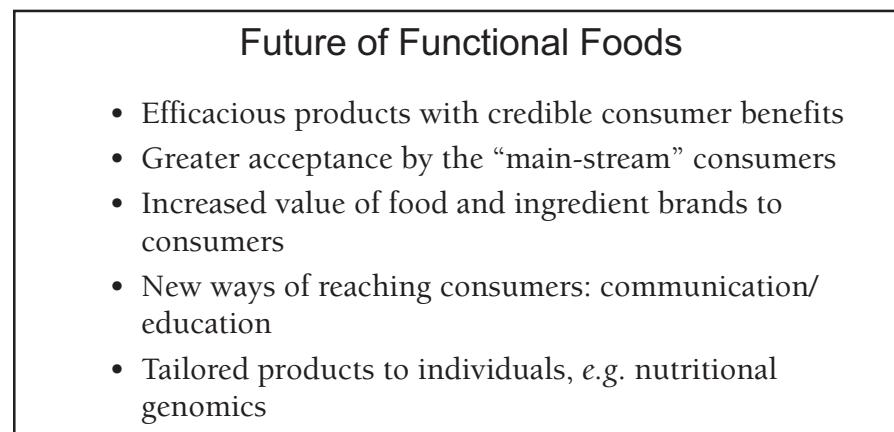 Future of Functional Foods
• Efficacious products with credible consumer benefits
• Greater acceptance by the “main-stream” consumers
• Increased value of food and ingredient brands to
consumers
• New ways of reaching consumers: communication/
education
• Tailored products to individuals, e.g. nutritional
genomics